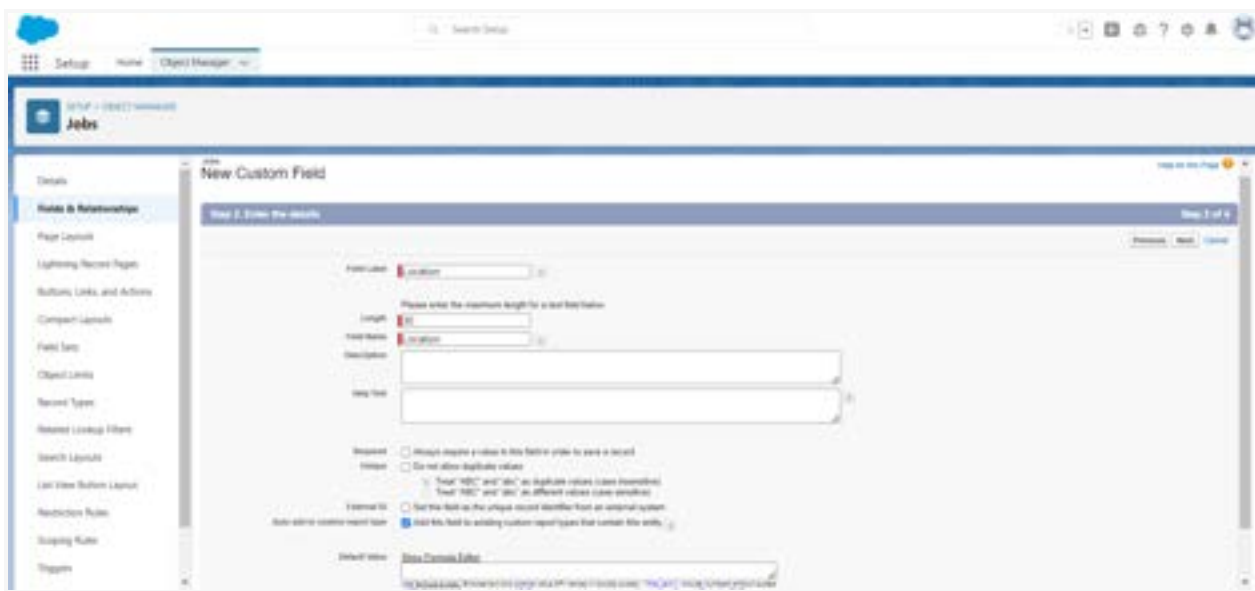 Search Setup
Setup
Home
Object Manager
SETUP > OBJECT MANAGER
Jobs
Details
Fields & Relationships
Page Layouts
Lightning Record Pages
Buttons, Links, and Actions
Compact Layouts
Field Sets
Object Limits
Record Types
Related Lookup Filters
Search Layouts
List View Button Layout
Restriction Rules
Scoping Rules
Triggers
Jobs
New Custom Field
Help for this Page
Step 2. Enter the details
Step 2 of 4
Previous
Next
Cancel
Field Label
Location
Please enter the maximum length for a text field below.
Length
Field Name
Location
Description
Help Text
Required
Always require a value in this field in order to save a record
Unique
Do not allow duplicate values
Treat "ABC" and "abc" as duplicate values (case insensitive)
Treat "ABC" and "abc" as different values (case sensitive)
External ID
Set this field as the unique record identifier from an external system
Auto add to custom report type
Add this field to existing custom report types that contain this entity
Default Value
Show Formula Editor